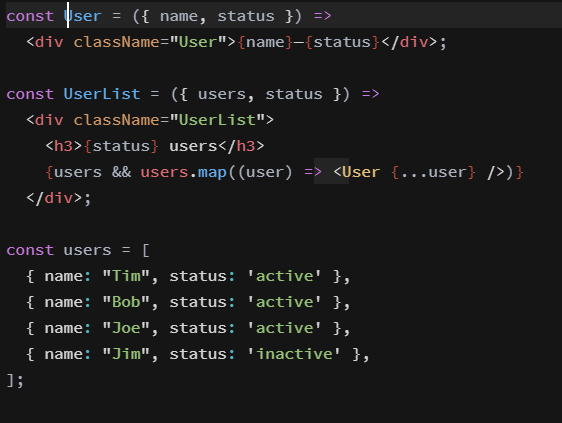 const User = ({ name, status }) =>
  <div className="User">{name}—{status}</div>;

const UserList = ({ users, status }) =>
  <div className="UserList">
    <h3>{status} users</h3>
    {users && users.map((user) => <User {...user} />)}
  </div>;

const users = [
  { name: "Tim", status: 'active' },
  { name: "Bob", status: 'active' },
  { name: "Joe", status: 'active' },
  { name: "Jim", status: 'inactive' },
];